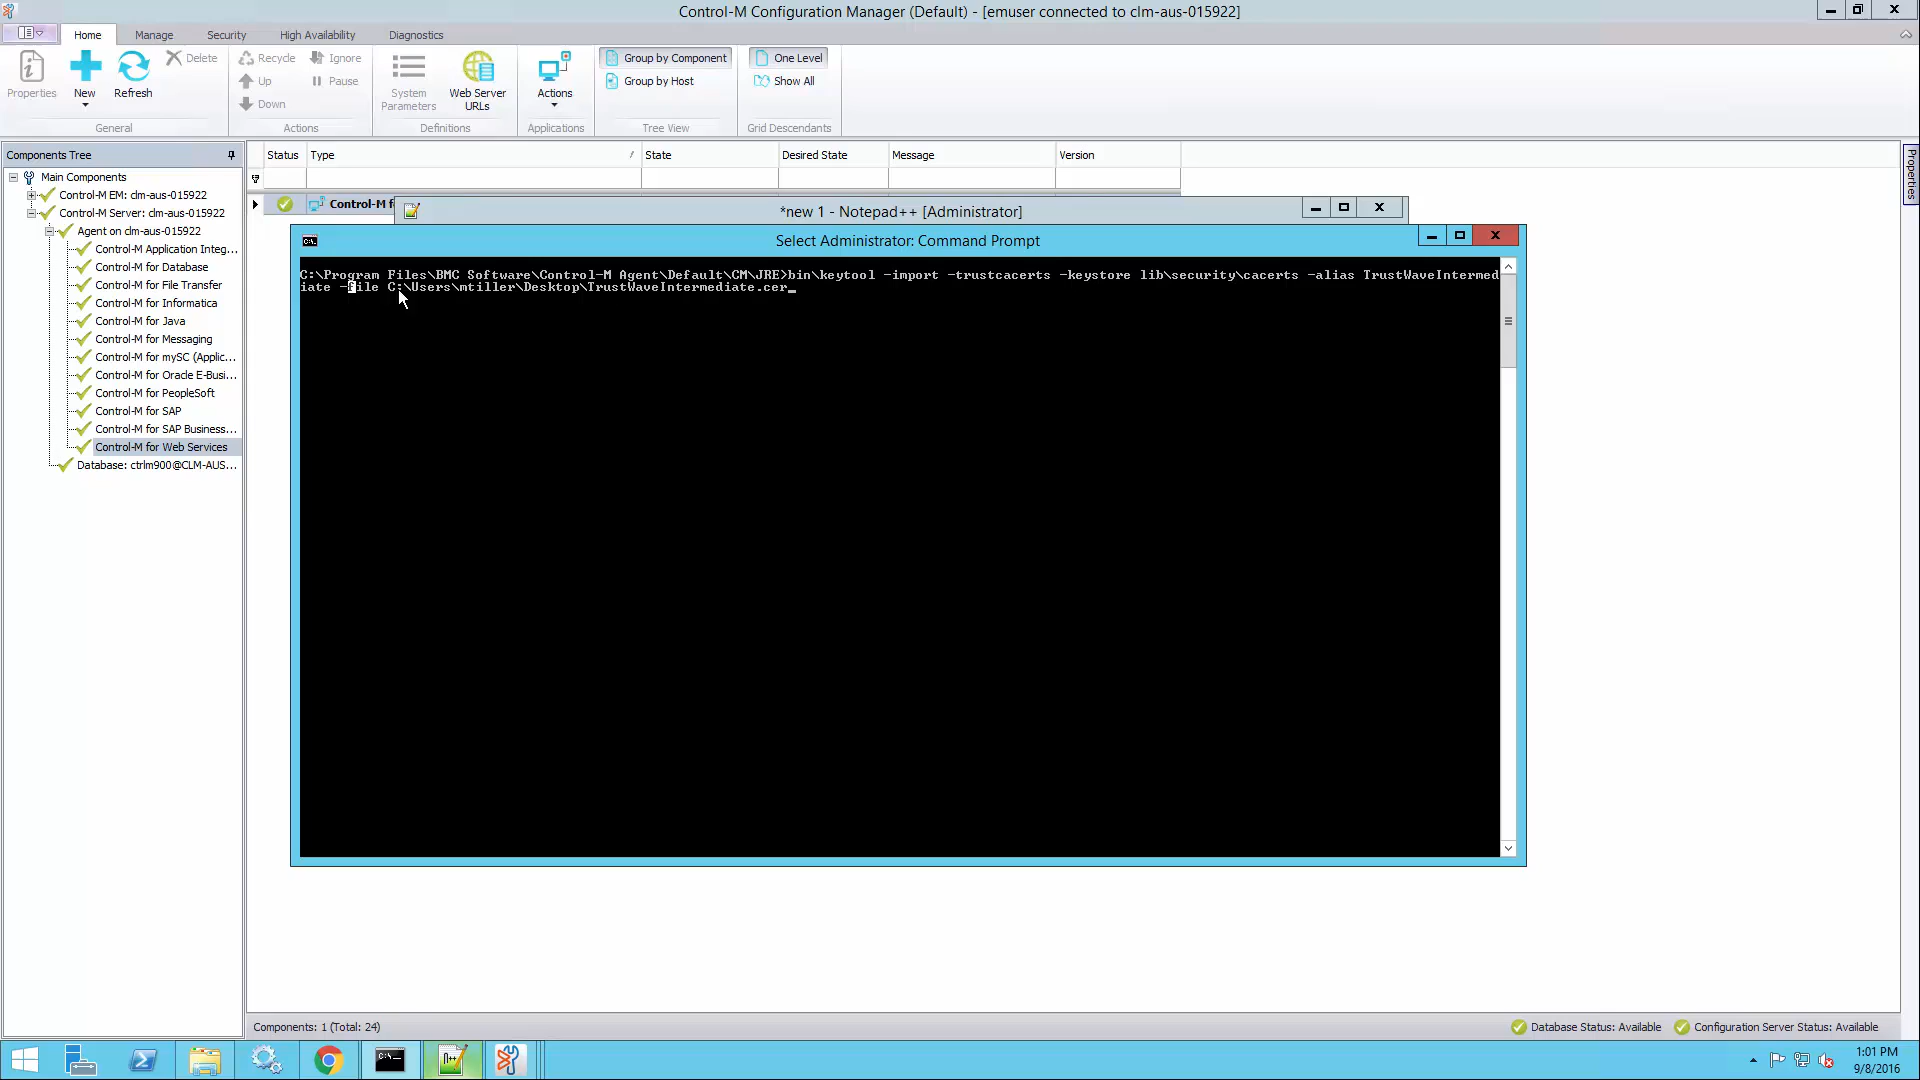 Control-M Configuration Manager (Default) - [emuser connected to clm-aus-015922]
Home Manage Security High Availability Diagnostics
Properties
New
Refresh
Delete
General
Recycle
Up
Down
Ignore
Pause
Actions
System Parameters
Web Server URLs
Definitions
Actions
Applications
Group by Component
Group by Host
Tree View
One Level
Show All
Grid Descendants
Components Tree
Main Components
Control-M EM: clm-aus-015922
Control-M Server: clm-aus-015922
Agent on clm-aus-015922
Control-M Application Integ...
Control-M for Database
Control-M for File Transfer
Control-M for Informatica
Control-M for Java
Control-M for Messaging
Control-M for mySC (Applic...
Control-M for Oracle E-Busi...
Control-M for PeopleSoft
Control-M for SAP
Control-M for SAP Business...
Control-M for Web Services
Database: ctrlm900@CLM-AUS...
Status Type State Desired State Message Version
Control-M f
Properties
*new 1 - Notepad++ [Administrator]
Select Administrator: Command Prompt
C:\Program Files\BMC Software\Control-M Agent\Default\CM\JRE>bin\keytool -import -trustcacerts -keystore lib\security\cacerts -alias TrustWaveIntermed
iate -file C:\Users\mtiller\Desktop\TrustWaveIntermediate.cer_
Components: 1 (Total: 24)
Database Status: Available Configuration Server Status: Available
1:01 PM
9/8/2016